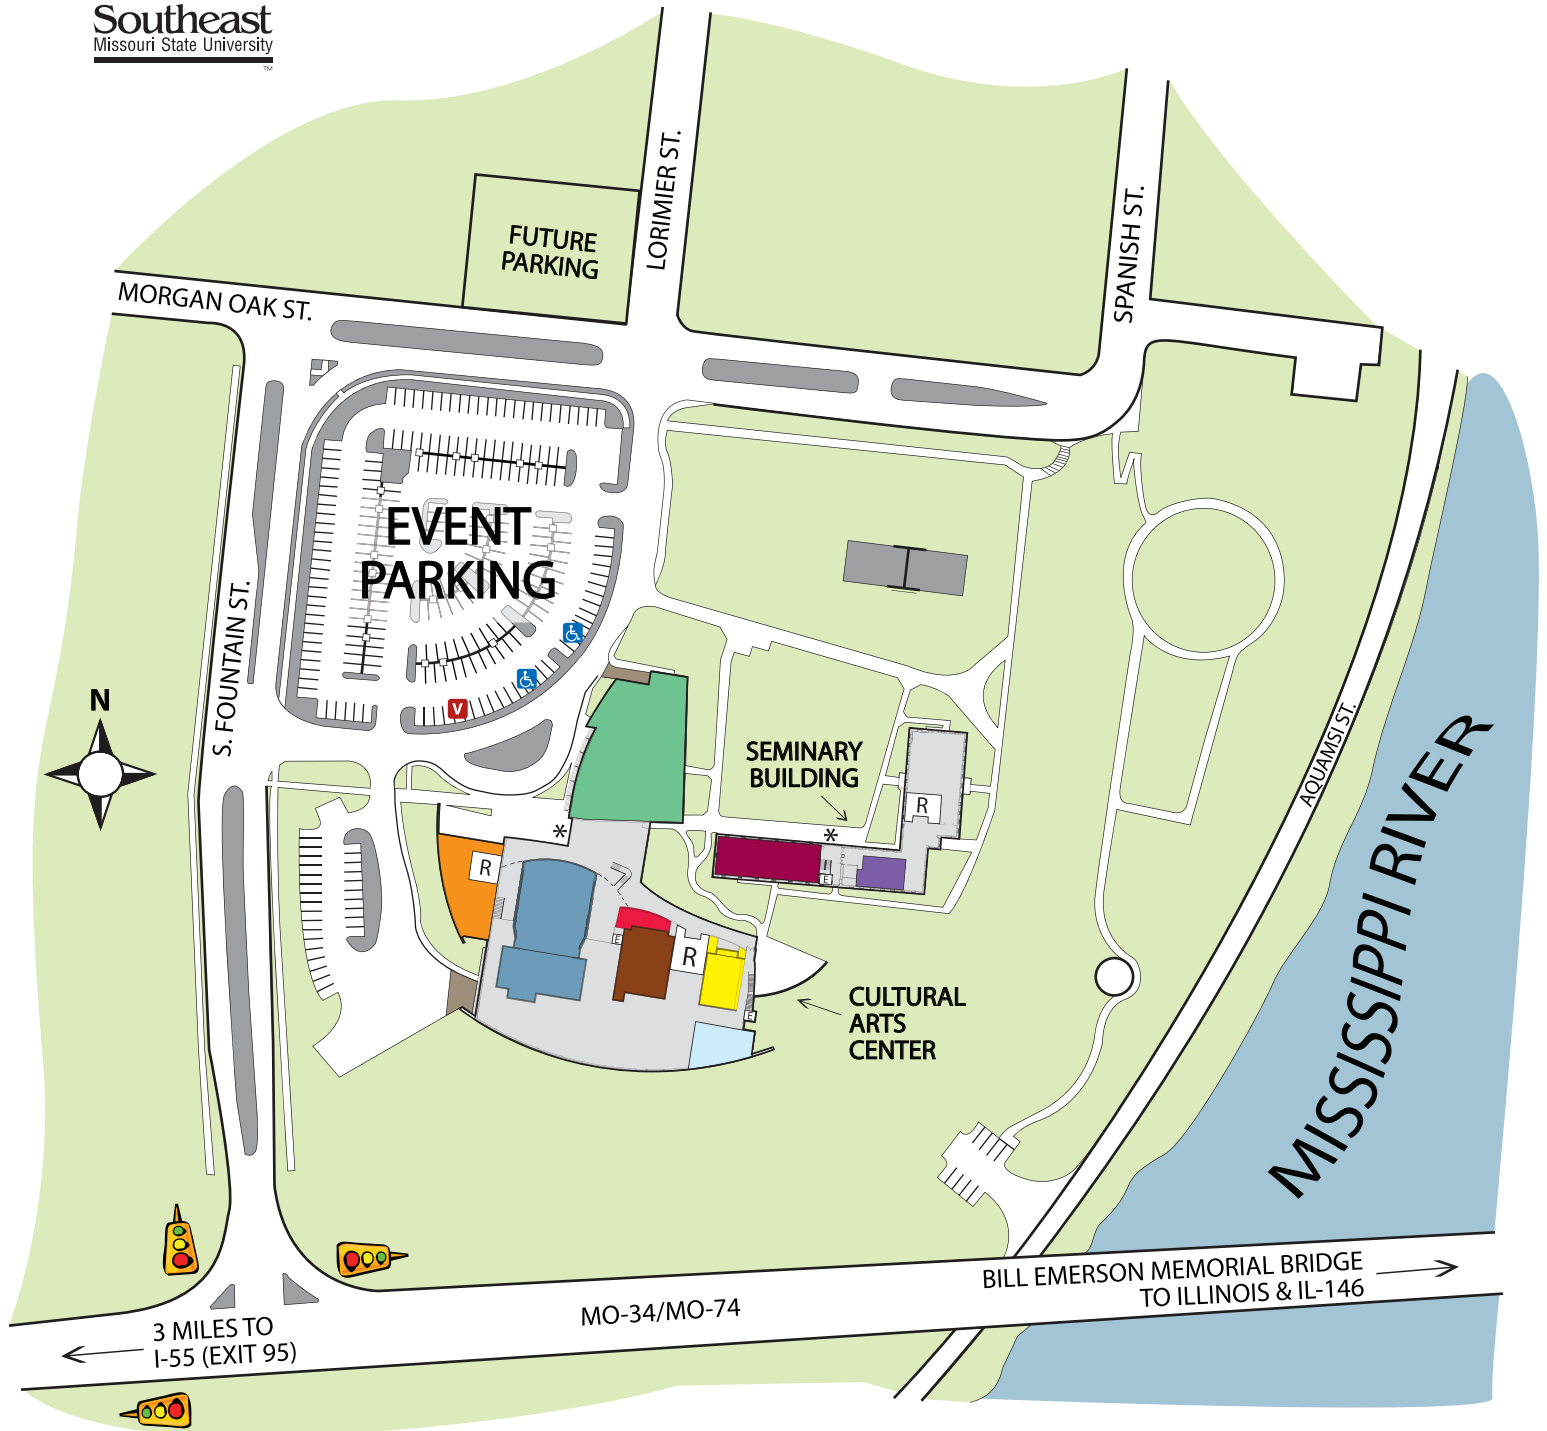 Southeast
Missouri State University
TM
LORIMIER ST.
SPANISH ST.
FUTURE
PARKING
MORGAN OAK ST.
EVENT
PARKING
S. FOUNTAIN ST.
V
N
SEMINARY
BUILDING
*
*
R
R
R
E
E
E
CULTURAL
ARTS
CENTER
AQUAMSI ST.
MISSISSIPPI RIVER
BILL EMERSON MEMORIAL BRIDGE
TO ILLINOIS & IL-146
MO-34/MO-74
3 MILES TO
I-55 (EXIT 95)